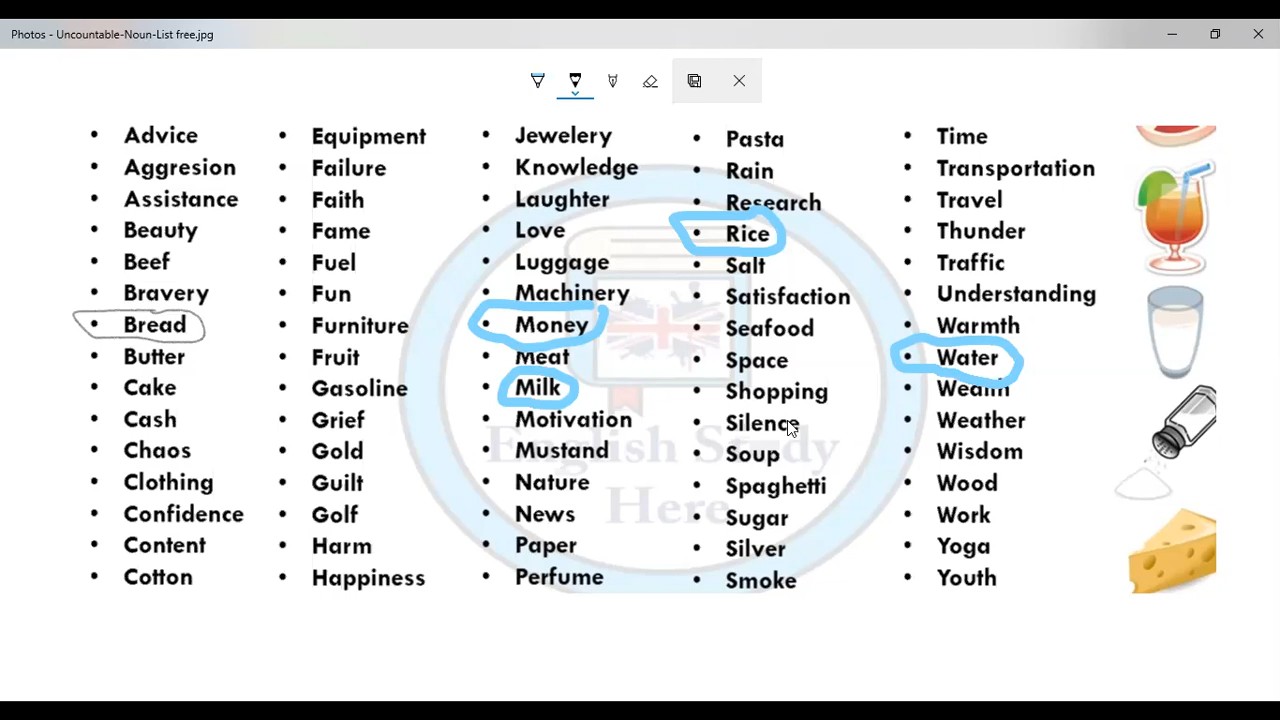 Photos - Uncountable-Noun-List free.jpg
• Advice
• Aggresion
• Assistance
• Beauty
• Beef
• Bravery
• Bread
• Butter
• Cake
• Cash
• Chaos
• Clothing
• Confidence
• Content
• Cotton
• Equipment
• Failure
• Faith
• Fame
• Fuel
• Fun
• Furniture
• Fruit
• Gasoline
• Grief
• Gold
• Guilt
• Golf
• Harm
• Happiness
• Jewelery
• Knowledge
• Laughter
• Love
• Luggage
• Machinery
• Money
• Meat
• Milk
• Motivation
• Mustand
• Nature
• News
• Paper
• Perfume
• Pasta
• Rain
• Research
• Rice
• Salt
• Satisfaction
• Seafood
• Space
• Shopping
• Silence
• Soup
• Spaghetti
• Sugar
• Silver
• Smoke
• Time
• Transportation
• Travel
• Thunder
• Traffic
• Understanding
• Warmth
• Water
• Wealth
• Weather
• Wisdom
• Wood
• Work
• Yoga
• Youth
English Study
Here